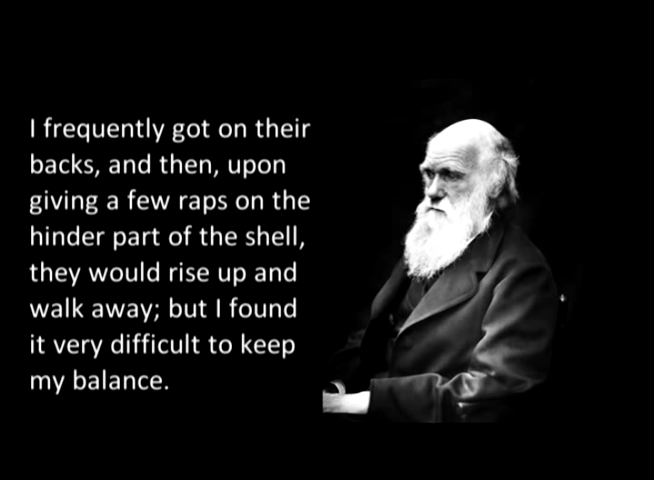 I frequently got on their
backs, and then, upon
giving a few raps on the
hinder part of the shell,
they would rise up and
walk away; but I found
it very difficult to keep
my balance.